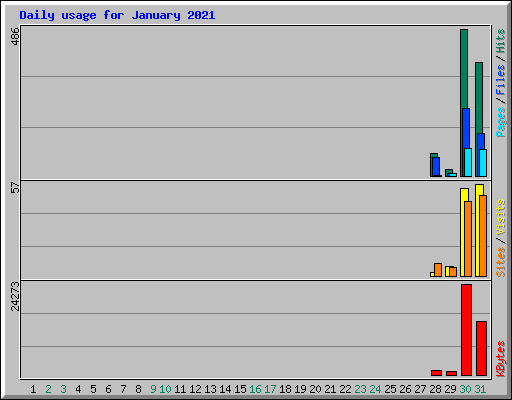 Daily usage for January 2021
486
Pages / Files / Hits
57
Sites / Visits
24273
KBytes
1 2 3 4 5 6 7 8 9 10 11 12 13 14 15 16 17 18 19 20 21 22 23 24 25 26 27 28 29 30 31